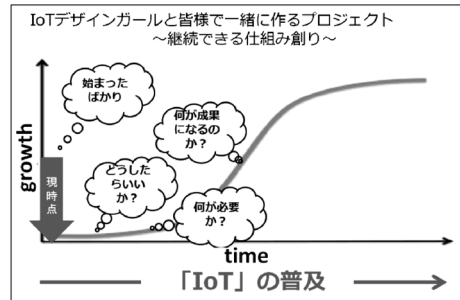 IoTデザインガールと皆様で一緒に作るプロジェクト
～継続できる仕組み創り～
始まった
ばかり
何が成果
になるの
か？
growth
現時点
どうした
らいいい
か？
何が必要
か？
time
「IoT」の普及